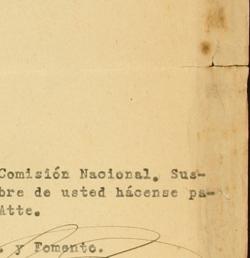 Comisión Nacional. Sus-
bre de usted hácense pa-
Atte.
. y Fomento.